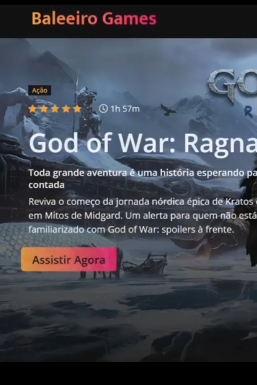 Baleeiro Games
Ação
1h 57m
God of War: Ragna
Toda grande aventura é uma história esperando pa
contada
Reviva o começo da jornada nórdica épica de Kratos
em Mitos de Midgard. Um alerta para quem não está
familiarizado com God of War: spoilers à frente.
Assistir Agora